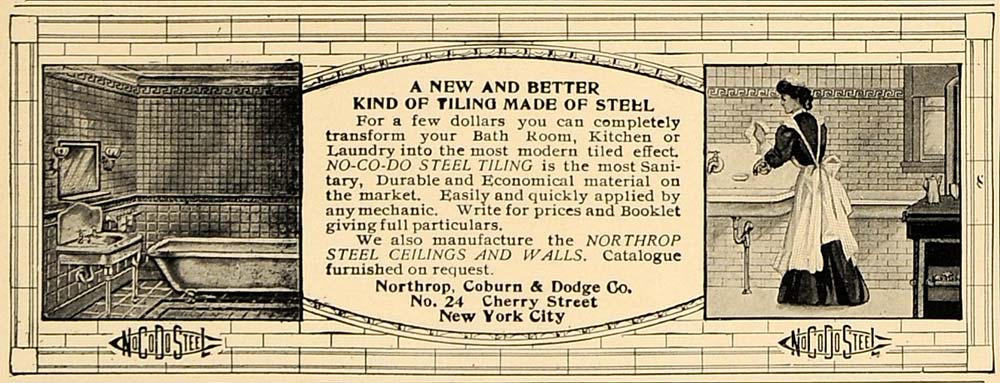 A NEW AND BETTER
KIND OF TILING MADE OF STEEL
For a few dollars you can completely
transform your Bath Room, Kitchen or
Laundry into the most modern tiled effect.
NO-CO-DO STEEL TILING is the most Sani-
tary, Durable and Economical material on
the market. Easily and quickly applied by
any mechanic. Write for prices and Booklet
giving full particulars.
We also manufacture the NORTHROP
STEEL CEILINGS AND WALLS. Catalogue
furnished on request.
Northrop, Coburn & Dodge Co.
No. 24 Cherry Street
New York City
NOCODO STEEL
NOCODO STEEL